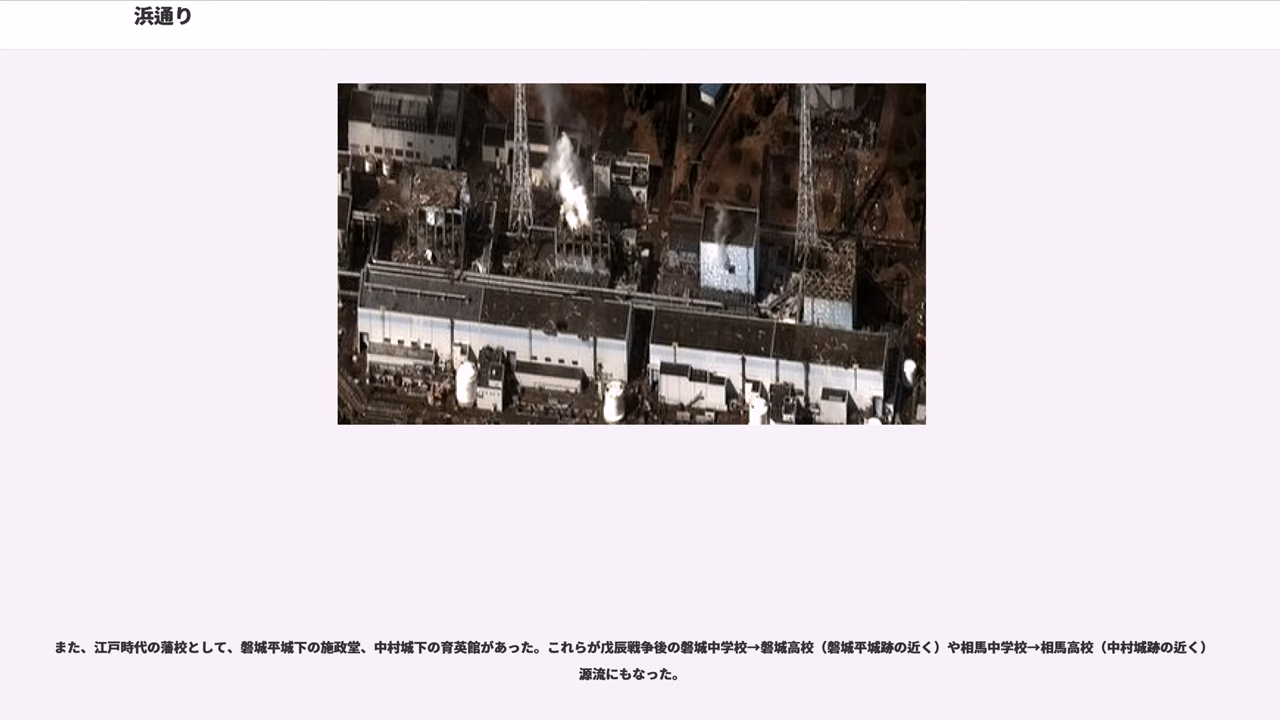 浜通り
また、江戸時代の藩校として、磐城平城下の施政堂、中村城下の育英館があった。これらが戊辰戦争後の磐城中学校→磐城高校（磐城平城跡の近く）や相馬中学校→相馬高校（中村城跡の近く）
源流にもなった。